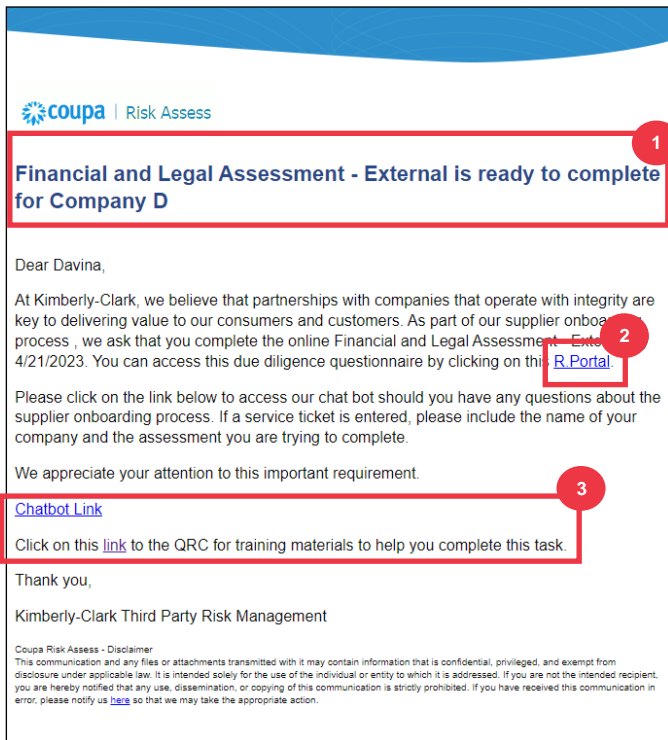 coupa | Risk Assess
1
Financial and Legal Assessment - External is ready to complete
for Company D
Dear Davina,
At Kimberly-Clark, we believe that partnerships with companies that operate with integrity are
key to delivering value to our consumers and customers. As part of our supplier
process , we ask that you complete the online Financial and Legal Assessment -
2
4/21/2023. You can access this due diligence questionnaire by clicking on this R.Portal.
Please click on the link below to access our chat bot should you have any questions about the
supplier onboarding process. If a service ticket is entered, please include the name of your
company and the assessment you are trying to complete.
We appreciate your attention to this important requirement.
3
Chatbot Link
Click on this link to the QRC for training materials to help you complete this task.
Thank you,
Kimberly-Clark Third Party Risk Management
Coupa Risk Assess - Disclaimer
This communication and any files or attachments transmitted with it may contain information that is confidential, privileged, and exempt from
disclosure under applicable law. It is intended solely for the use of the individual or entity to which it is addressed. If you are not the intended recipient,
you are hereby notified that any use, dissemination, or copying of this communication is strictly prohibited. If you have received this communication in
error, please notify us here so that we may take the appropriate action.